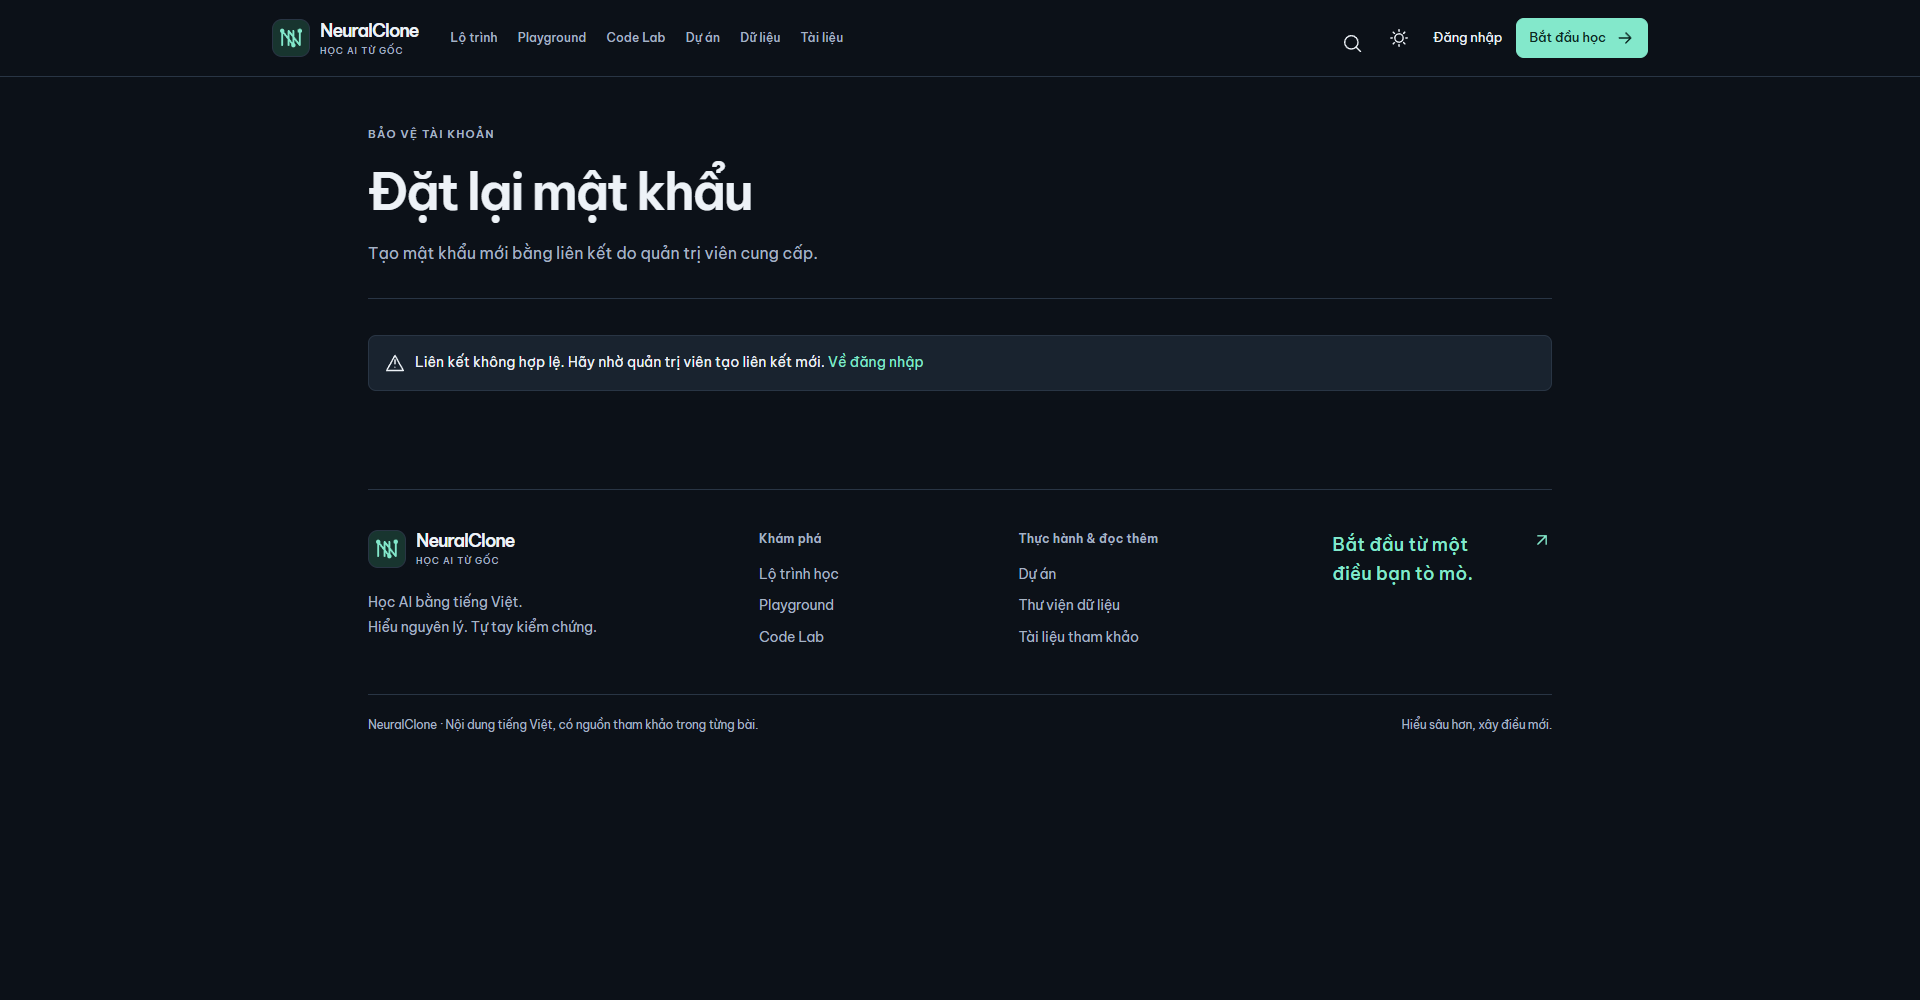 NeuralClone
HỌC AI TỪ GỐC
Lộ trình
Playground
Code Lab
Dự án
Dữ liệu
Tài liệu
Đăng nhập
Bắt đầu học
BẢO VỆ TÀI KHOẢN
Đặt lại mật khẩu
Tạo mật khẩu mới bằng liên kết do quản trị viên cung cấp.
Liên kết không hợp lệ. Hãy nhờ quản trị viên tạo liên kết mới. Về đăng nhập
NeuralClone
HỌC AI TỪ GỐC
Học AI bằng tiếng Việt.
Hiểu nguyên lý. Tự tay kiểm chứng.
Khám phá
Lộ trình học
Playground
Code Lab
Thực hành & đọc thêm
Dự án
Thư viện dữ liệu
Tài liệu tham khảo
Bắt đầu từ một
điều bạn tò mò.
NeuralClone · Nội dung tiếng Việt, có nguồn tham khảo trong từng bài.
Hiểu sâu hơn, xây điều mới.